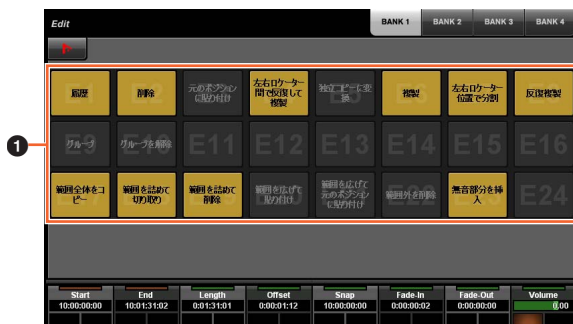 Edit
BANK 1 BANK 2 BANK 3 BANK 4
履歴
削除
元のポジション
に貼り付け
左右ロケーター
間で反復して
複製
独立コピーに変
換
複製
左右ロケーター
位置で分割
反復複製
1
グループ
グループを解除
E9 E10 E11 E12 E13 E14 E15 E16
範囲全体をコ
ピー
範囲を詰めて
切り取り
範囲を詰めて
削除
範囲を広げて
貼り付け
範囲を広げて
元のポジション
に貼り付け
範囲外を削除
無音部分を挿
入
E24
Start End Length Offset Snap Fade-In Fade-Out Volume
10:00:00:00 10:01:31:02 0:01:31:01 0:00:01:12 10:00:00:00 0:00:00:02 0:00:00:00 0.00